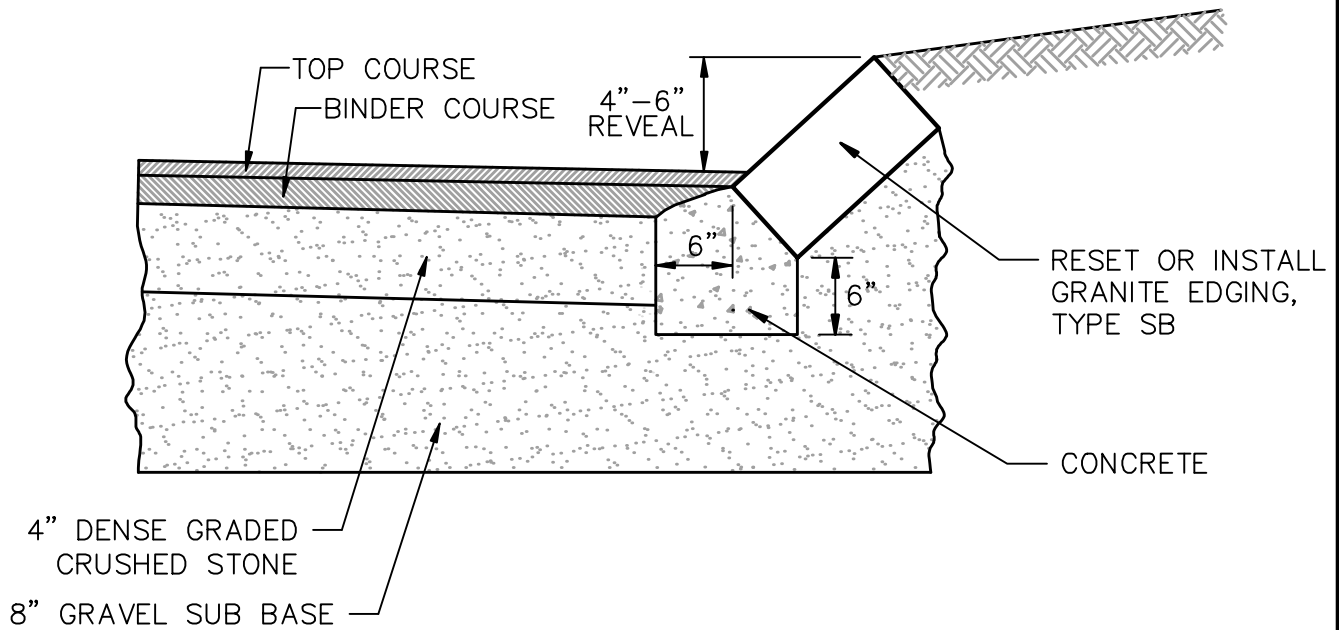 TOP COURSE
BINDER COURSE
4”–6”
REVEAL
6”
6”
RESET OR INSTALL
GRANITE EDGING,
TYPE SB
CONCRETE
4” DENSE GRADED
CRUSHED STONE
8” GRAVEL SUB BASE